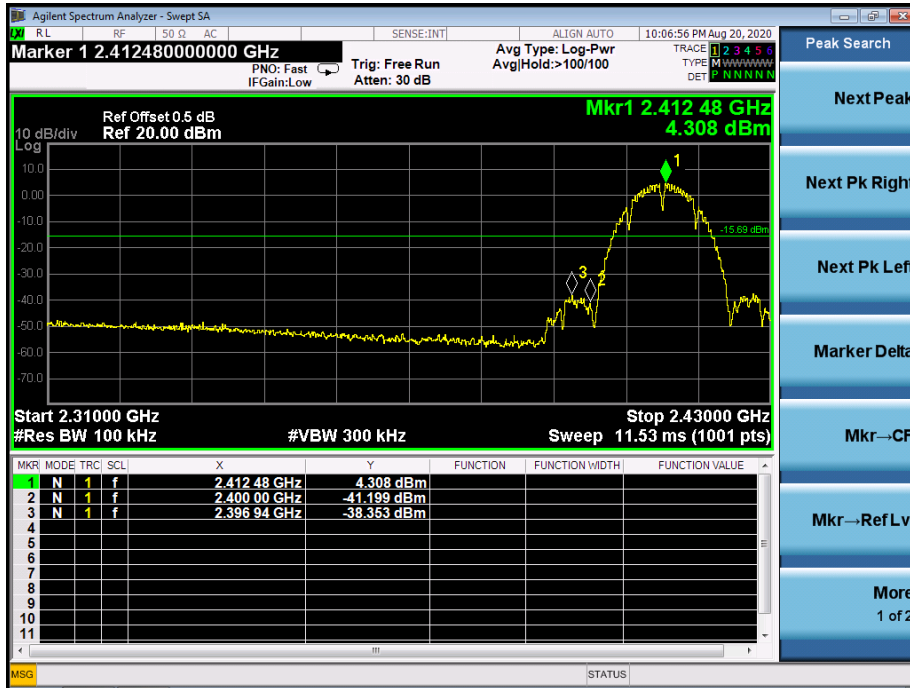 Agilent Spectrum Analyzer - Swept SA
LXI RL RF 50 Ω AC SENSE:INT ALIGN AUTO 10:06:56 PM Aug 20, 2020
Marker 1 2.412480000000 GHz
PNO: Fast
IFGain:Low
Trig: Free Run
Atten: 30 dB
Avg Type: Log-Pwr
Avg|Hold:>100/100
TRACE 1 2 3 4 5 6
TYPE M WWWWW
DET P N N N N N
Mkr1 2.412 48 GHz
4.308 dBm
Ref Offset 0.5 dB
10 dB/div Ref 20.00 dBm
Log
10.0
0.00
-10.0
-20.0
-30.0
-40.0
-50.0
-60.0
-70.0
1
-15.69 dBm
3
2
Start 2.31000 GHz Stop 2.43000 GHz
#Res BW 100 kHz #VBW 300 kHz Sweep 11.53 ms (1001 pts)
MKR MODE TRC SCL X Y FUNCTION FUNCTION WIDTH FUNCTION VALUE
1 N 1 f 2.412 48 GHz 4.308 dBm
2 N 1 f 2.400 00 GHz -41.199 dBm
3 N 1 f 2.396 94 GHz -38.353 dBm
4
5
6
7
8
9
10
11
MSG STATUS
Peak Search
Next Peak
Next Pk Right
Next Pk Left
Marker Delta
Mkr→CF
Mkr→Ref Lv
More
1 of 2